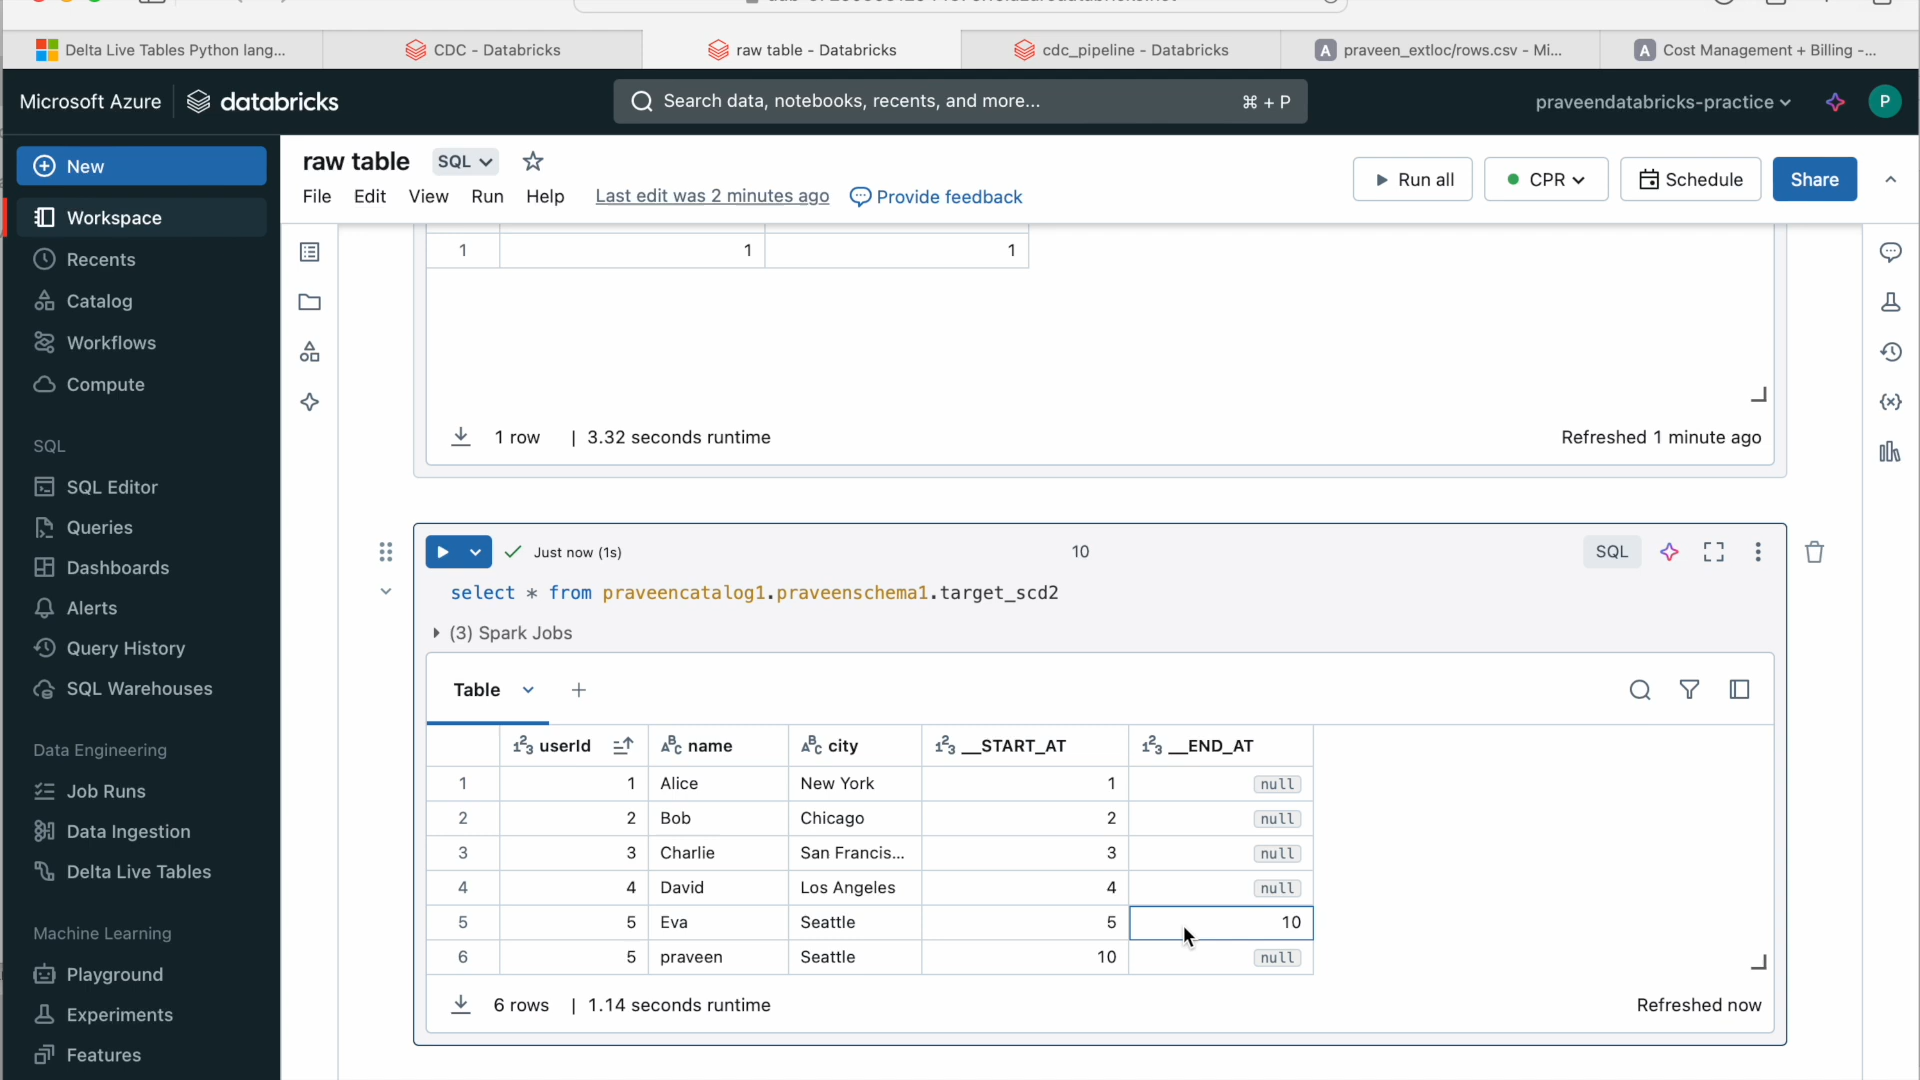 Delta Live Tables Python lang...
CDC - Databricks
raw table - Databricks
cdc_pipeline - Databricks
A praveen_extloc/rows.csv - Mi...
A Cost Management + Billing -...
Microsoft Azure
databricks
Search data, notebooks, recents, and more...
⌘ + P
praveendatabricks-practice
P
New
Workspace
Recents
Catalog
Workflows
Compute
SQL
SQL Editor
Queries
Dashboards
Alerts
Query History
SQL Warehouses
Data Engineering
Job Runs
Data Ingestion
Delta Live Tables
Machine Learning
Playground
Experiments
Features
raw table SQL
File Edit View Run Help Last edit was 2 minutes ago Provide feedback
Run all
CPR
Schedule
Share
1 1 1
1 row | 3.32 seconds runtime
Refreshed 1 minute ago
Just now (1s)
10
SQL
select * from praveencatalog1.praveenschema1.target_scd2
(3) Spark Jobs
Table +
userId name city __START_AT __END_AT
1 1 Alice New York 1 null
2 2 Bob Chicago 2 null
3 3 Charlie San Francis... 3 null
4 4 David Los Angeles 4 null
5 5 Eva Seattle 5 10
6 5 praveen Seattle 10 null
6 rows | 1.14 seconds runtime
Refreshed now